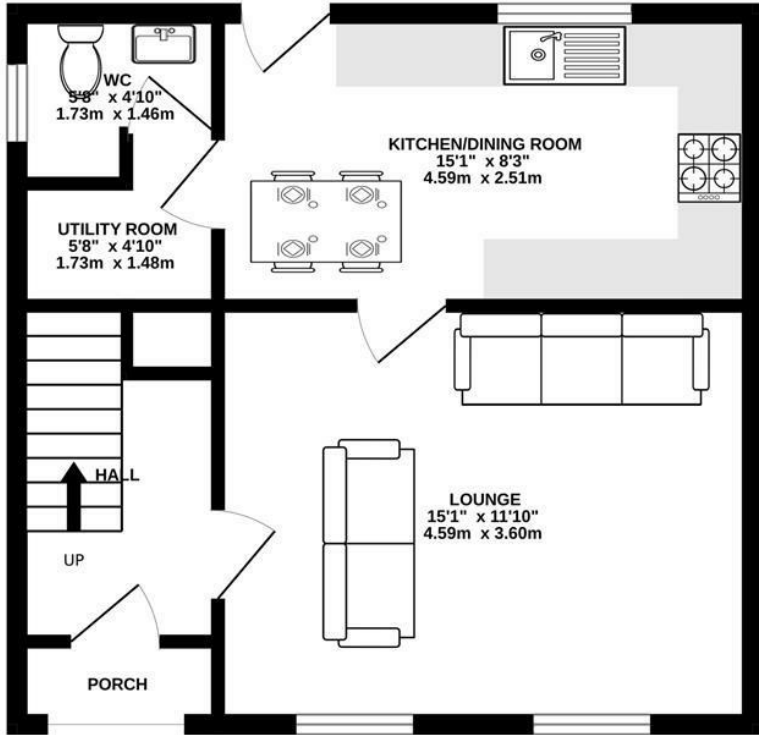 WC
5'8" x 4'10"
1.73m x 1.46m
KITCHEN/DINING ROOM
15'1" x 8'3"
4.59m x 2.51m
UTILITY ROOM
5'8" x 4'10"
1.73m x 1.48m
HALL
UP
LOUNGE
15'1" x 11'10"
4.59m x 3.60m
PORCH